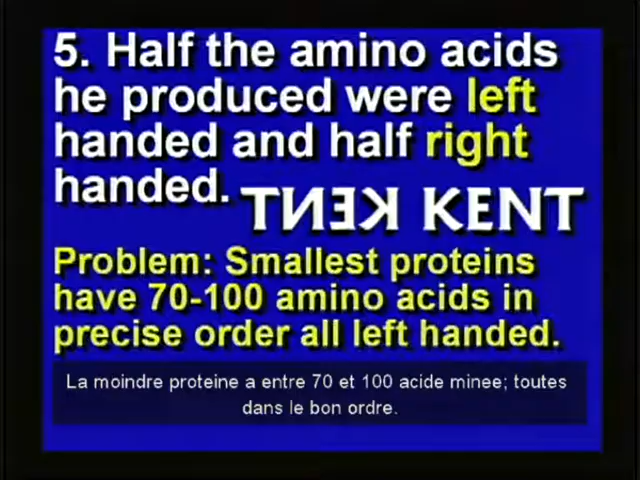 5. Half the amino acids
he produced were left
handed and half right
handed.
TNEK KENT
Problem: Smallest proteins
have 70-100 amino acids in
precise order all left handed.
La moindre proteine a entre 70 et 100 acide minee; toutes
dans le bon ordre.